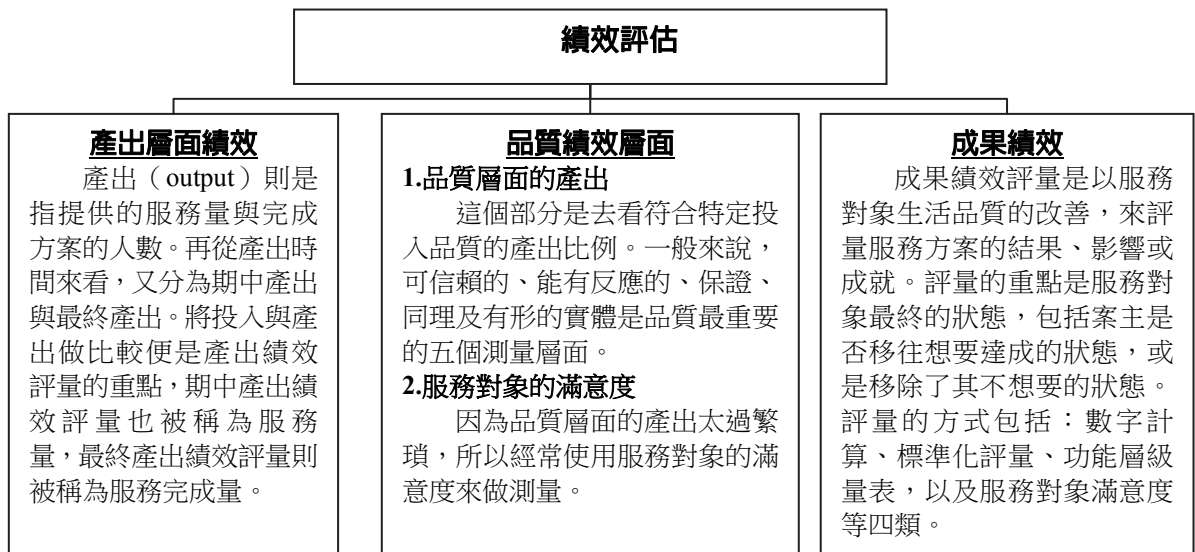 績效評估
產出層面績效
產出（output）則是
指提供的服務量與完成
方案的人數。再從產出時
間來看，又分為期中產出
與最終產出。將投入與產
出做比較便是產出績效
評量的重點，期中產出績
效評量也被稱為服務
量，最終產出績效評量則
被稱為服務完成量。
品質績效層面
1.品質層面的產出
這個部分是去看符合特定投
入品質的產出比例。一般來說，
可信賴的、能有反應的、保證、
同理及有形的實體是品質最重要
的五個測量層面。
2.服務對象的滿意度
因為品質層面的產出太過繁
瑣，所以經常使用服務對象的滿
意度來做測量。
成果績效
成果績效評量是以服務
對象生活品質的改善，來評
量服務方案的結果、影響或
成就。評量的重點是服務對
象最終的狀態，包括案主是
否移往想要達成的狀態，或
是移除了其不想要的狀態。
評量的方式包括：數字計
算、標準化評量、功能層級
量表，以及服務對象滿意度
等四類。